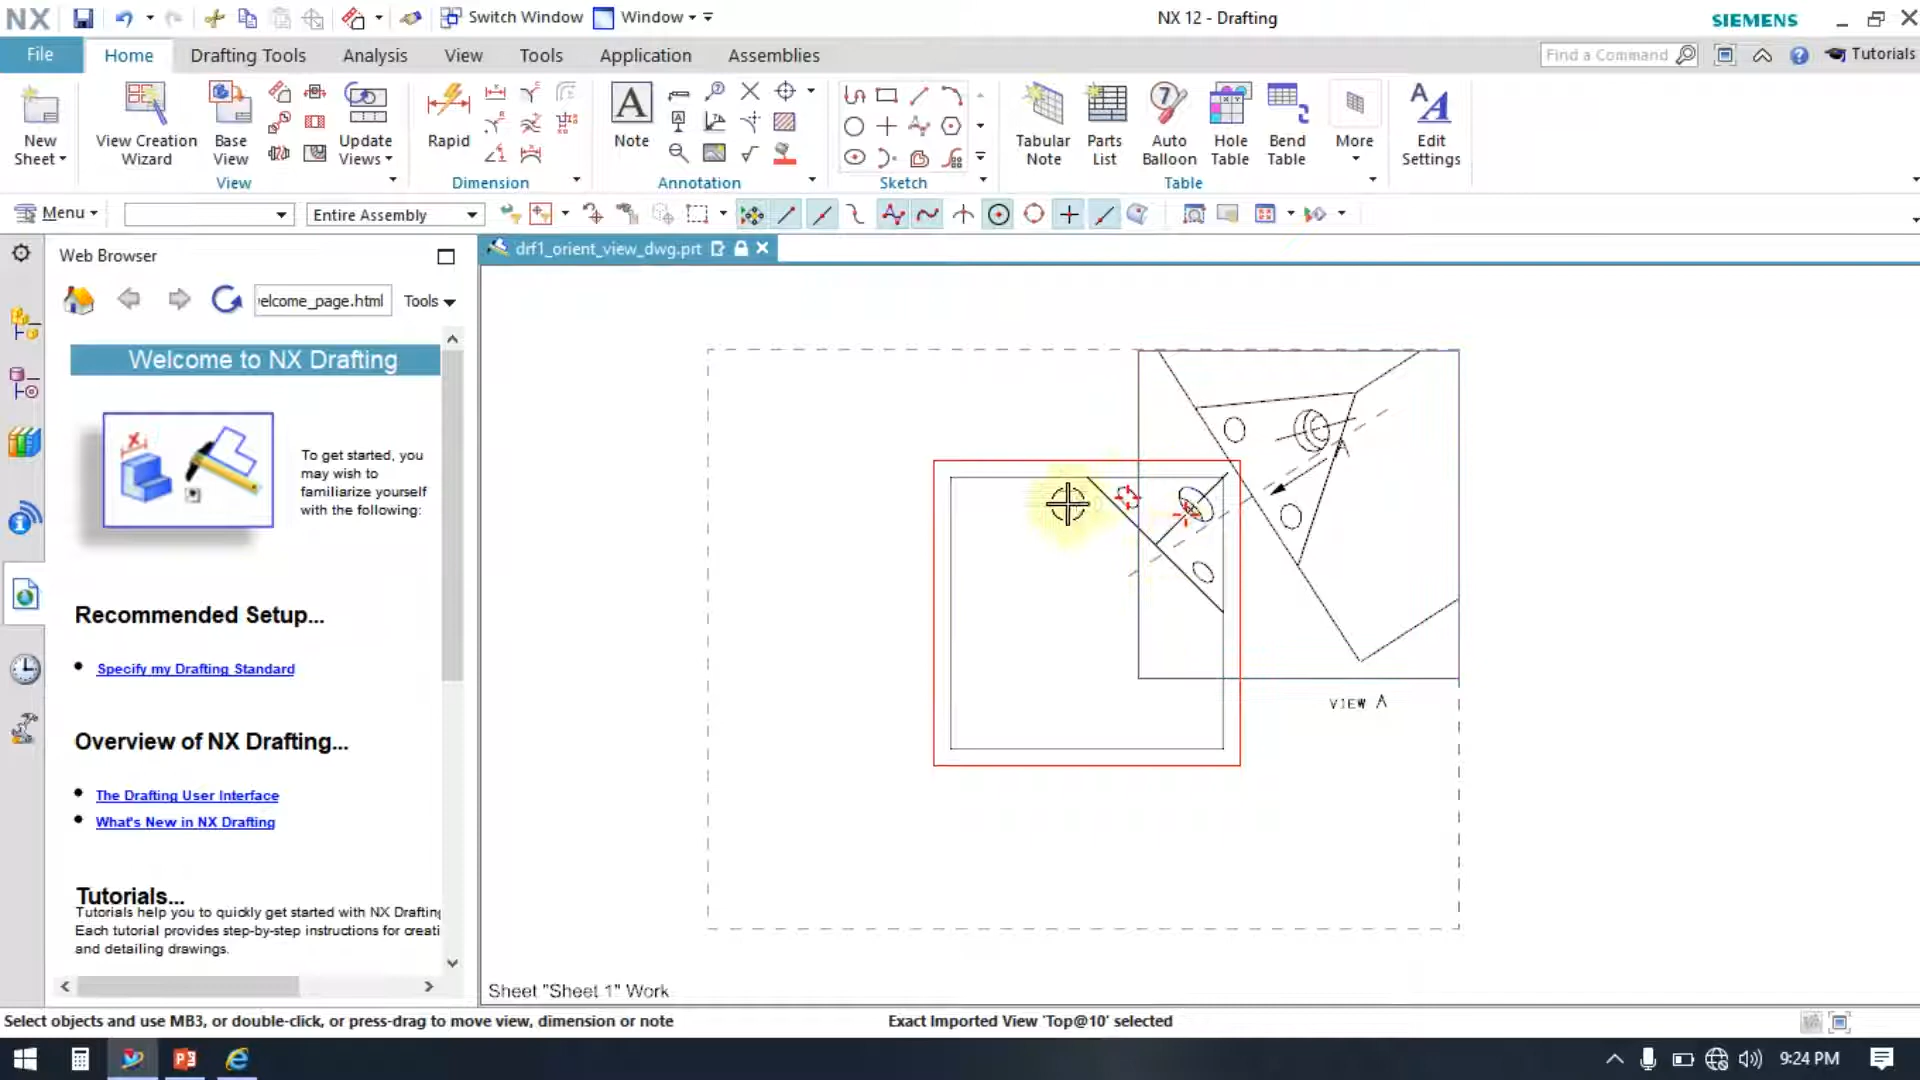 NX
Switch Window
Window
NX 12 - Drafting
SIEMENS
File
Home
Drafting Tools
Analysis
View
Tools
Application
Assemblies
Find a Command
Tutorials
New Sheet
View Creation Wizard
Base View
Update Views
Rapid
Note
Tabular Note
Parts List
Auto Balloon
Hole Table
Bend Table
More
Edit Settings
View
Dimension
Annotation
Sketch
Table
Menu
Entire Assembly
Web Browser
drf1_orient_view_dwg.prt
elcome_page.html
Tools
Welcome to NX Drafting
To get started, you
may wish to
familiarize yourself
with the following:
Recommended Setup...
Specify my Drafting Standard
Overview of NX Drafting...
The Drafting User Interface
What's New in NX Drafting
Tutorials...
Tutorials help you to quickly get started with NX Drafting
Each tutorial provides step-by-step instructions for creati
and detailing drawings.
A
VIEW A
Sheet "Sheet 1" Work
Select objects and use MB3, or double-click, or press-drag to move view, dimension or note
Exact Imported View 'Top@10' selected
9:24 PM